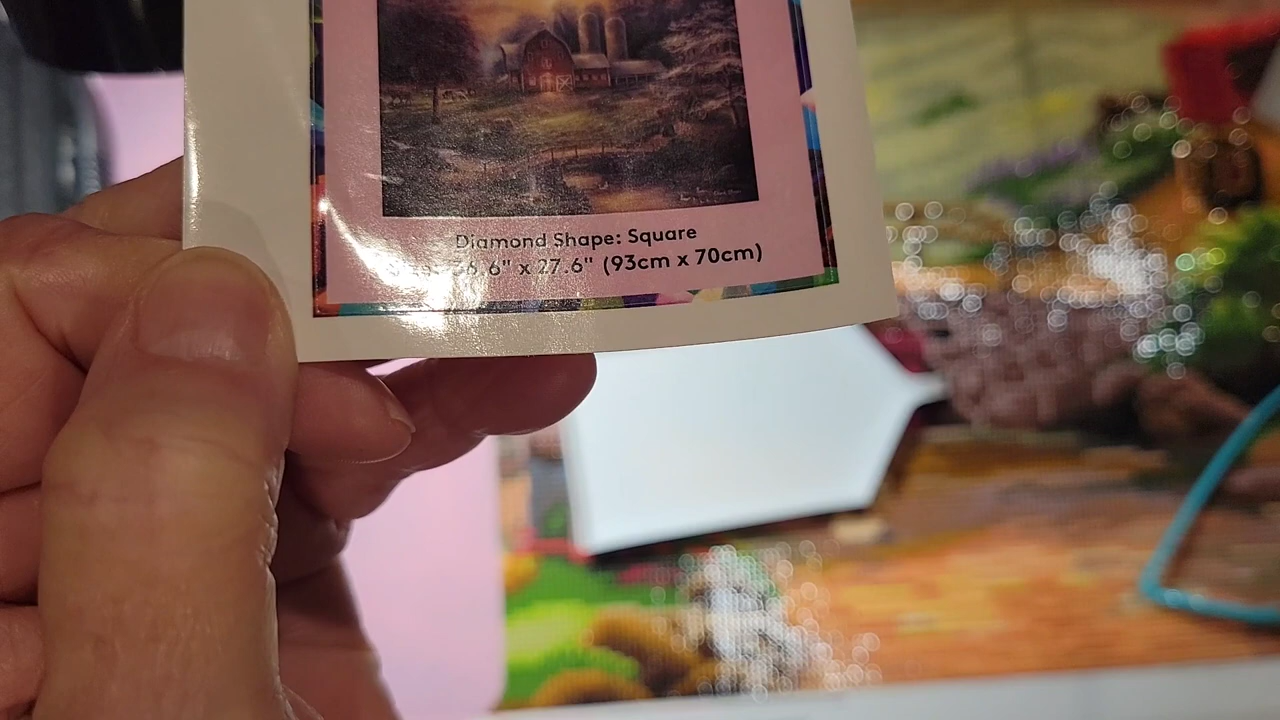 Diamond Shape: Square
36.6" x 27.6" (93cm x 70cm)